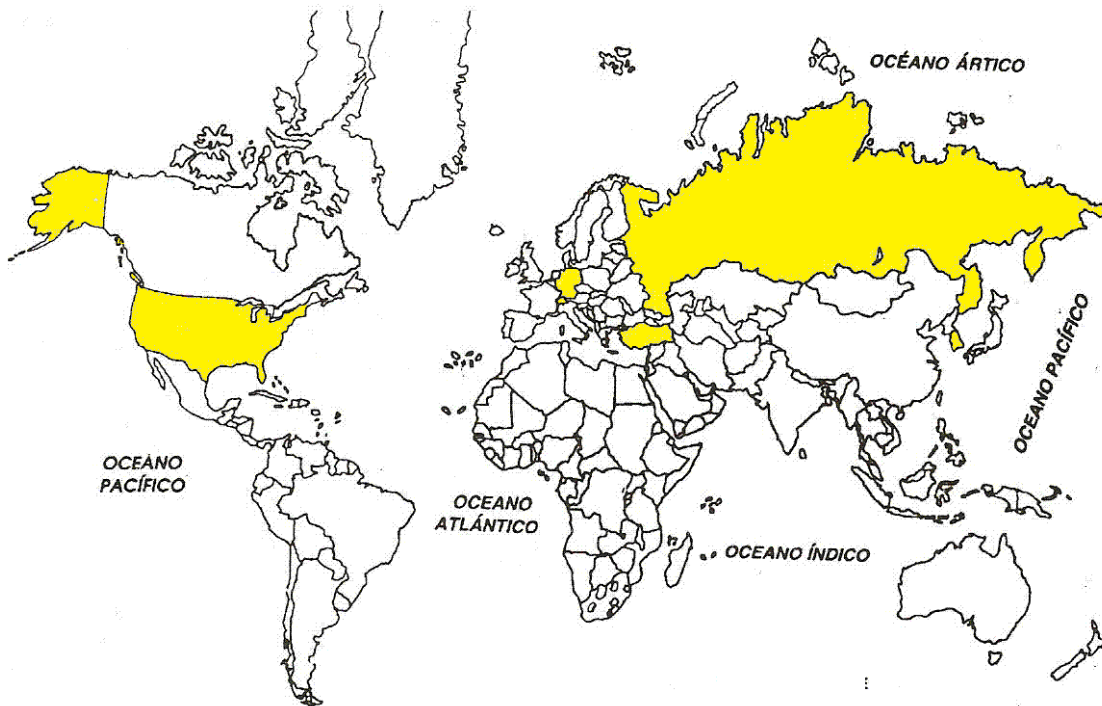 OCÉANO ÁRTICO
OCEANO PACÍFICO
OCEANO
PACÍFICO
OCEANO
ATLÁNTICO
OCEANO ÍNDICO